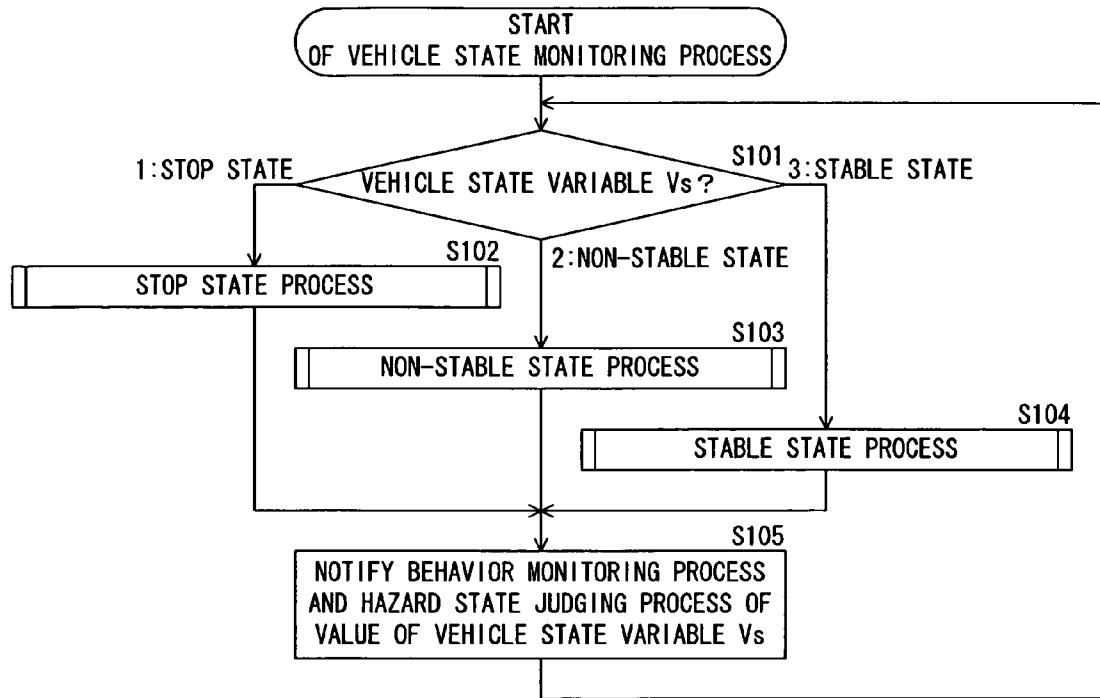 START
OF VEHICLE STATE MONITORING PROCESS
S101
1:STOP STATE
VEHICLE STATE VARIABLE Vs?
3:STABLE STATE
S102
2:NON-STABLE STATE
STOP STATE PROCESS
S103
NON-STABLE STATE PROCESS
S104
STABLE STATE PROCESS
S105
NOTIFY BEHAVIOR MONITORING PROCESS
AND HAZARD STATE JUDGING PROCESS OF
VALUE OF VEHICLE STATE VARIABLE Vs